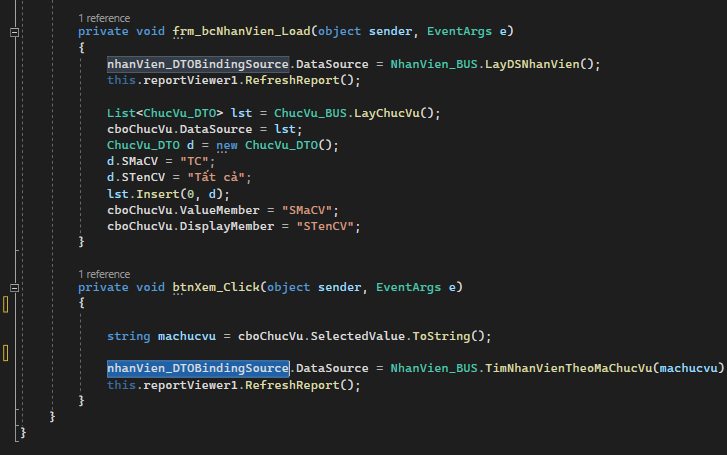 1 reference
private void frm_bcNhanVien_Load(object sender, EventArgs e)
{
nhanVien_DTOBindingSource.DataSource = NhanVien_BUS.LayDSNhanVien();
this.reportViewer1.RefreshReport();
List<ChucVu_DTO> lst = ChucVu_BUS.LayChucVu();
cboChucVu.DataSource = lst;
ChucVu_DTO d = new ChucVu_DTO();
d.SMaCV = "TC";
d.STenCV = "Tất cả";
lst.Insert(0, d);
cboChucVu.ValueMember = "SMaCV";
cboChucVu.DisplayMember = "STenCV";
}
1 reference
private void btnXem_Click(object sender, EventArgs e)
{
string machucvu = cboChucVu.SelectedValue.ToString();
nhanVien_DTOBindingSource.DataSource = NhanVien_BUS.TimNhanVienTheoMaChucVu(machucvu)
this.reportViewer1.RefreshReport();
}
}
}